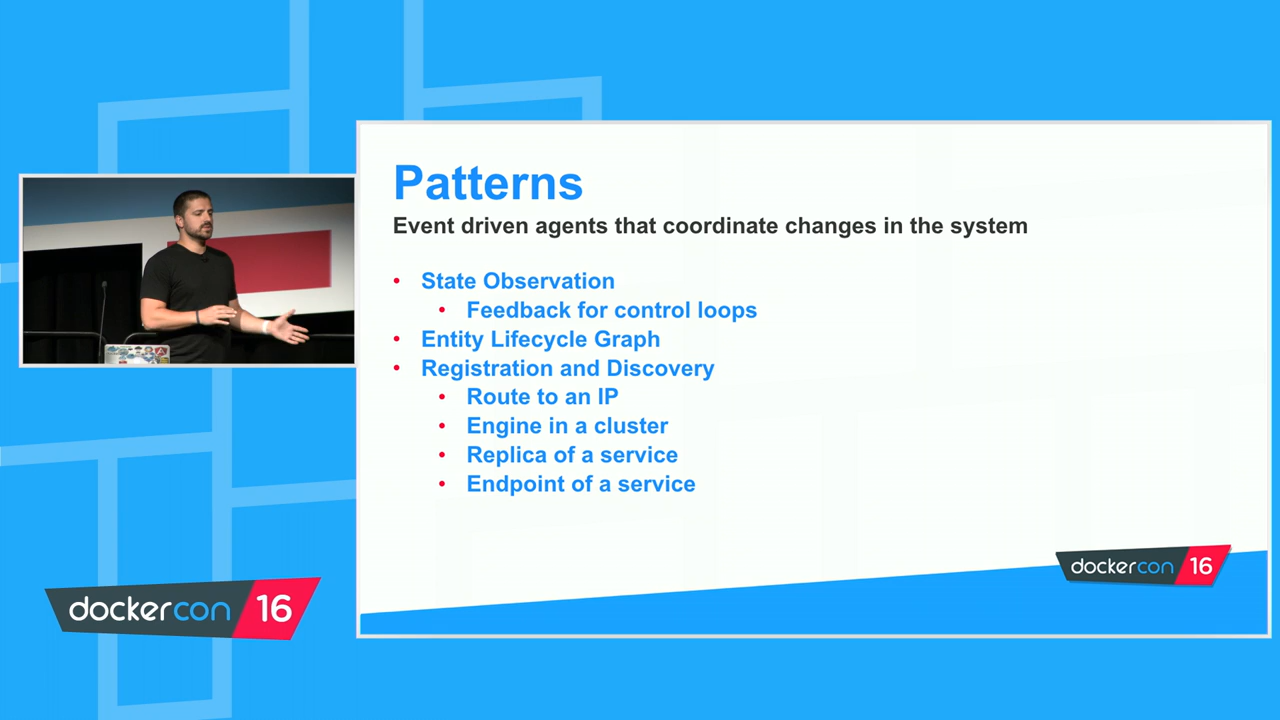 Patterns
Event driven agents that coordinate changes in the system
• State Observation
• Feedback for control loops
• Entity Lifecycle Graph
• Registration and Discovery
• Route to an IP
• Engine in a cluster
• Replica of a service
• Endpoint of a service
dockercon 16
dockercon 16